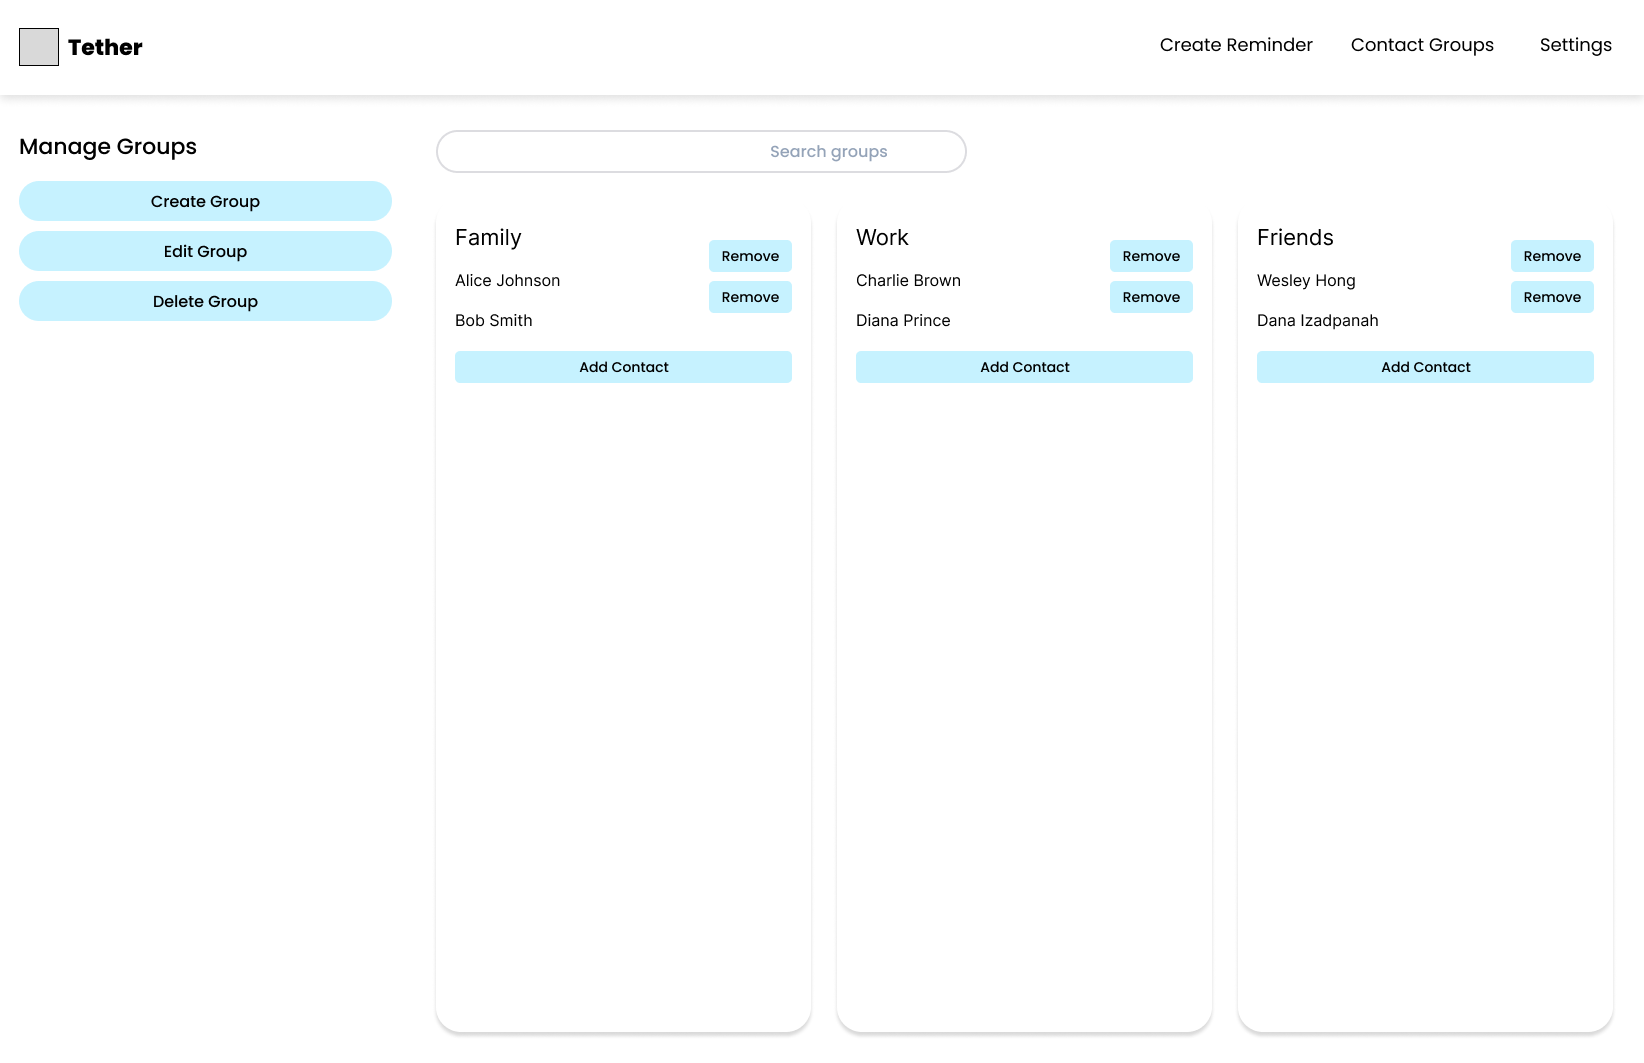 Tether
Create Reminder
Contact Groups
Settings
Manage Groups
Create Group
Edit Group
Delete Group
Search groups
Family
Alice Johnson
Remove
Bob Smith
Remove
Add Contact
Work
Charlie Brown
Remove
Diana Prince
Remove
Add Contact
Friends
Wesley Hong
Remove
Dana Izadpanah
Remove
Add Contact